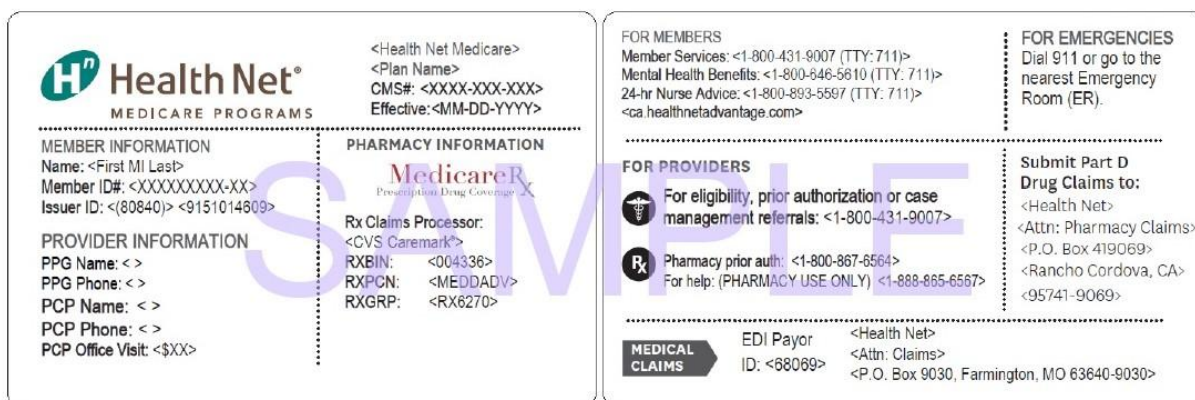 Hn Health Net®
MEDICARE PROGRAMS
<Health Net Medicare>
<Plan Name>
CMS#: <XXXX-XXX-XXX>
Effective:<MM-DD-YYYY>
MEMBER INFORMATION
Name: <First MI Last>
Member ID#: <XXXXXXXXX-XX>
Issuer ID: <(80840)> <9151014609>
PROVIDER INFORMATION
PPG Name: < >
PPG Phone: < >
PCP Name: < >
PCP Phone: < >
PCP Office Visit: <$XX>
PHARMACY INFORMATION
MedicareRx
Prescription Drug Coverage
Rx Claims Processor:
<CVS Caremark®>
RXBIN: <004336>
RXPCN: <MEDDADV>
RXGRP: <RX6270>
SAMPLE
FOR MEMBERS
Member Services: <1-800-431-9007 (TTY: 711)>
Mental Health Benefits: <1-800-646-5610 (TTY: 711)>
24-hr Nurse Advice: <1-800-893-5597 (TTY: 711)>
<ca.healthnetadvantage.com>
FOR EMERGENCIES
Dial 911 or go to the
nearest Emergency
Room (ER).
FOR PROVIDERS
For eligibility, prior authorization or case
management referrals: <1-800-431-9007>
Rx
Pharmacy prior auth: <1-800-867-6564>
For help: (PHARMACY USE ONLY) <1-888-865-6567>
Submit Part D
Drug Claims to:
<Health Net>
<Attn: Pharmacy Claims>
<P.O. Box 419069>
<Rancho Cordova, CA>
<95741-9069>
MEDICAL
CLAIMS
EDI Payor
ID: <68069>
<Health Net>
<Attn: Claims>
<P.O. Box 9030, Farmington, MO 63640-9030>